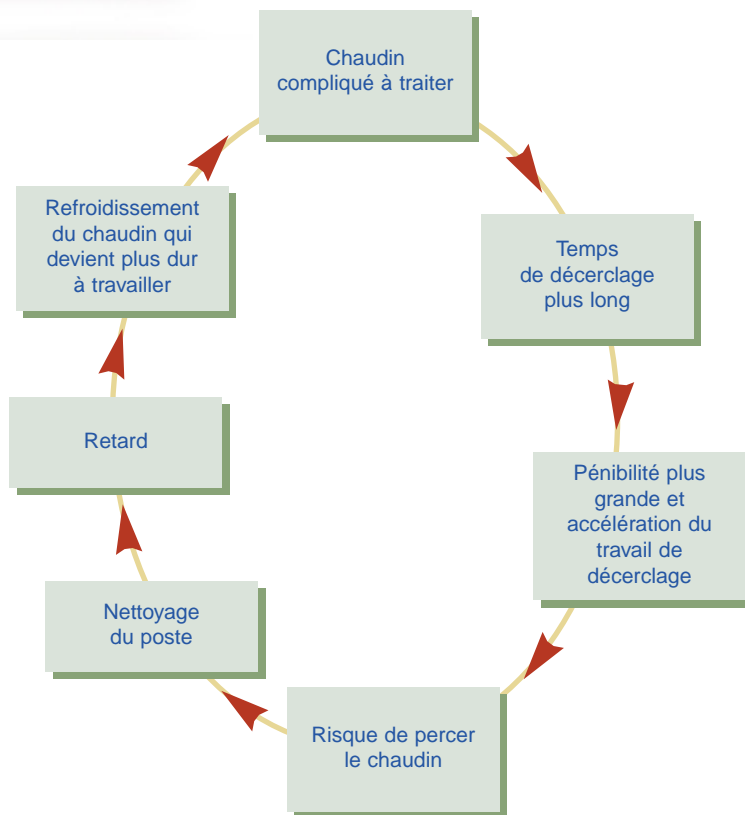 Chaudin
compliqué à traiter
Temps
de décerclage
plus long
Pénibilité plus
grande et
accélération du
travail de
décerclage
Risque de percer
le chaudin
Nettoyage
du poste
Retard
Refroidissement
du chaudin qui
devient plus dur
à travailler